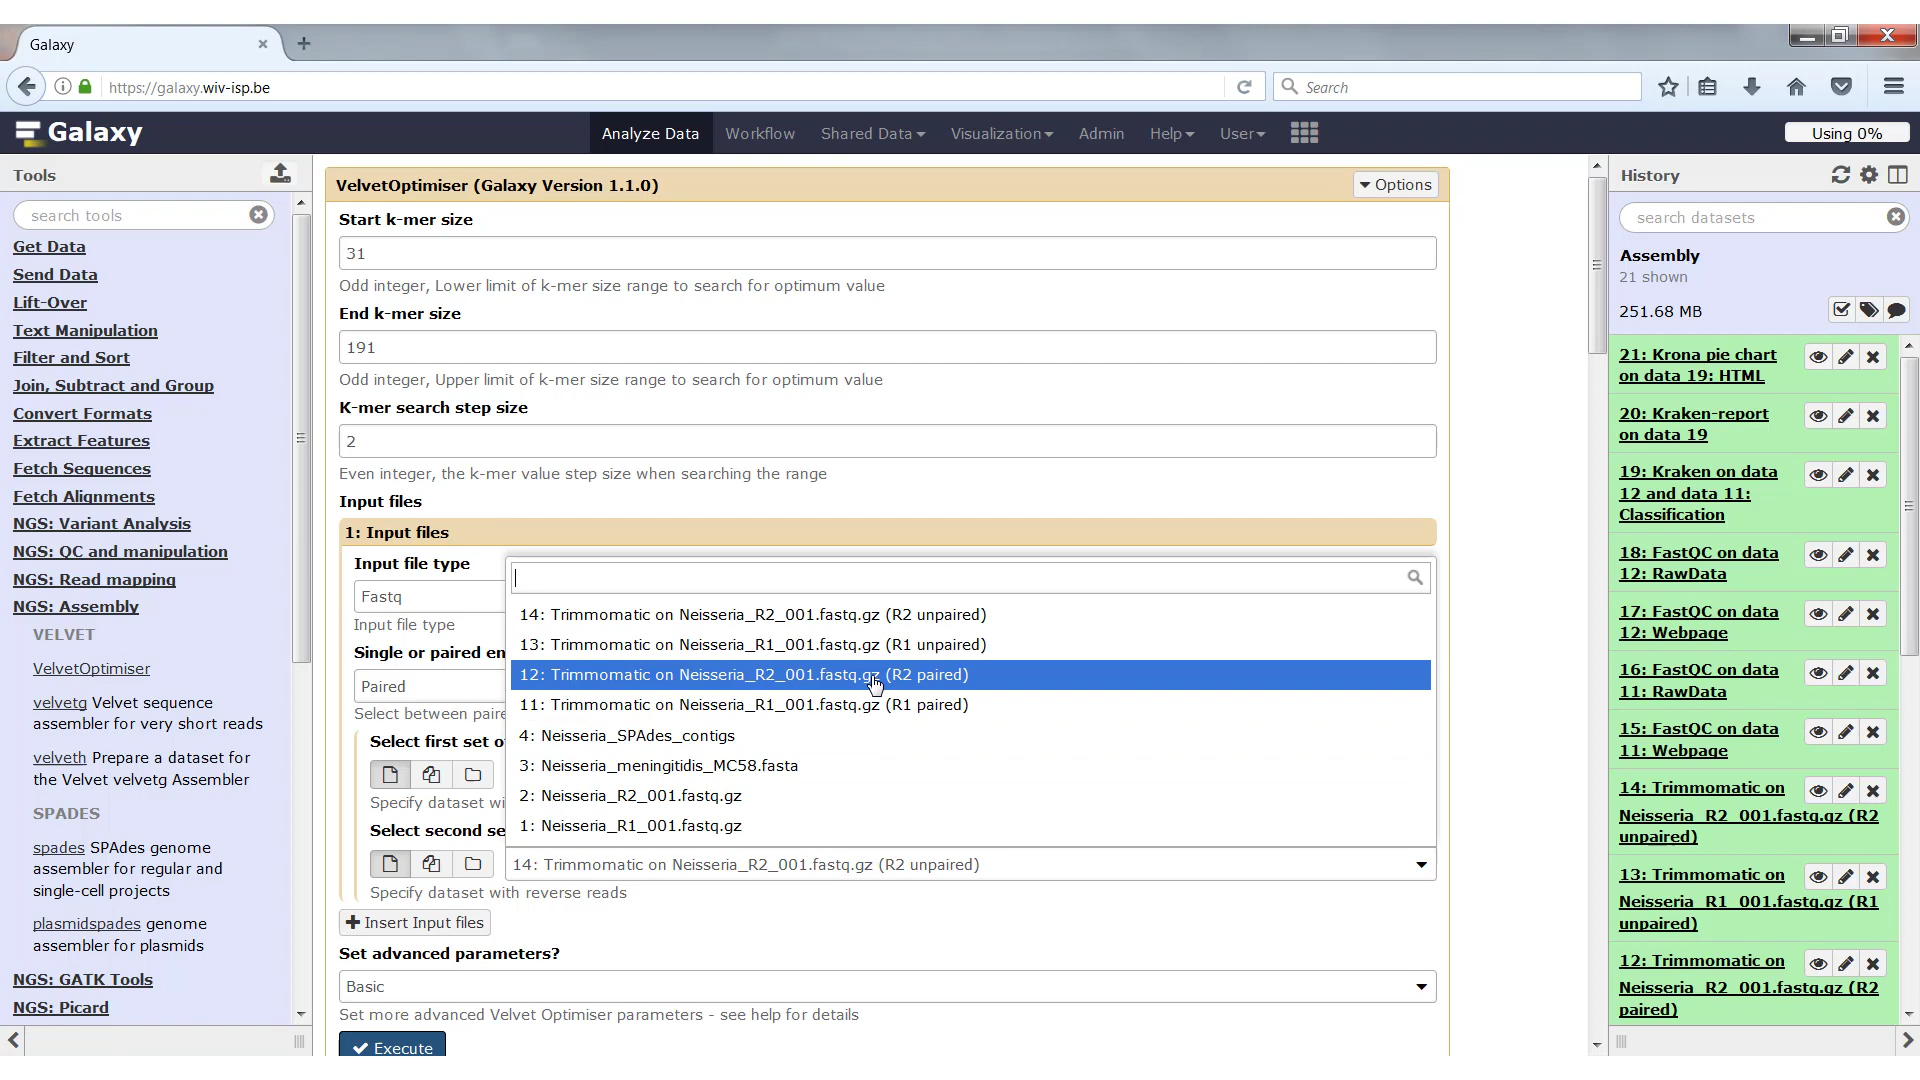 Galaxy
https://galaxy.wiv-isp.be
Search
Galaxy
Analyze Data
Workflow
Shared Data
Visualization
Admin
Help
User
Using 0%
Tools
search tools
Get Data
Send Data
Lift-Over
Text Manipulation
Filter and Sort
Join, Subtract and Group
Convert Formats
Extract Features
Fetch Sequences
Fetch Alignments
NGS: Variant Analysis
NGS: QC and manipulation
NGS: Read mapping
NGS: Assembly
VELVET
VelvetOptimiser
velvetg Velvet sequence
assembler for very short reads
velveth Prepare a dataset for
the Velvet velvetg Assembler
SPADES
spades SPAdes genome
assembler for regular and
single-cell projects
plasmidspades genome
assembler for plasmids
NGS: GATK Tools
NGS: Picard
VelvetOptimiser (Galaxy Version 1.1.0)
Options
Start k-mer size
31
Odd integer, Lower limit of k-mer size range to search for optimum value
End k-mer size
191
Odd integer, Upper limit of k-mer size range to search for optimum value
K-mer search step size
2
Even integer, the k-mer value step size when searching the range
Input files
1: Input files
Input file type
Fastq
Input file type
Single or paired en
Paired
Select between paire
Select first set o
Specify dataset wi
Select second se
14: Trimmomatic on Neisseria_R2_001.fastq.gz (R2 unpaired)
13: Trimmomatic on Neisseria_R1_001.fastq.gz (R1 unpaired)
12: Trimmomatic on Neisseria_R2_001.fastq.gz (R2 paired)
11: Trimmomatic on Neisseria_R1_001.fastq.gz (R1 paired)
4: Neisseria_SPAdes_contigs
3: Neisseria_meningitidis_MC58.fasta
2: Neisseria_R2_001.fastq.gz
1: Neisseria_R1_001.fastq.gz
14: Trimmomatic on Neisseria_R2_001.fastq.gz (R2 unpaired)
Specify dataset with reverse reads
Insert Input files
Set advanced parameters?
Basic
Set more advanced Velvet Optimiser parameters - see help for details
Execute
History
search datasets
Assembly
21 shown
251.68 MB
21: Krona pie chart
on data 19: HTML
20: Kraken-report
on data 19
19: Kraken on data
12 and data 11:
Classification
18: FastQC on data
12: RawData
17: FastQC on data
12: Webpage
16: FastQC on data
11: RawData
15: FastQC on data
11: Webpage
14: Trimmomatic on
Neisseria_R2_001.fastq.gz (R2
unpaired)
13: Trimmomatic on
Neisseria_R1_001.fastq.gz (R1
unpaired)
12: Trimmomatic on
Neisseria_R2_001.fastq.gz (R2
paired)